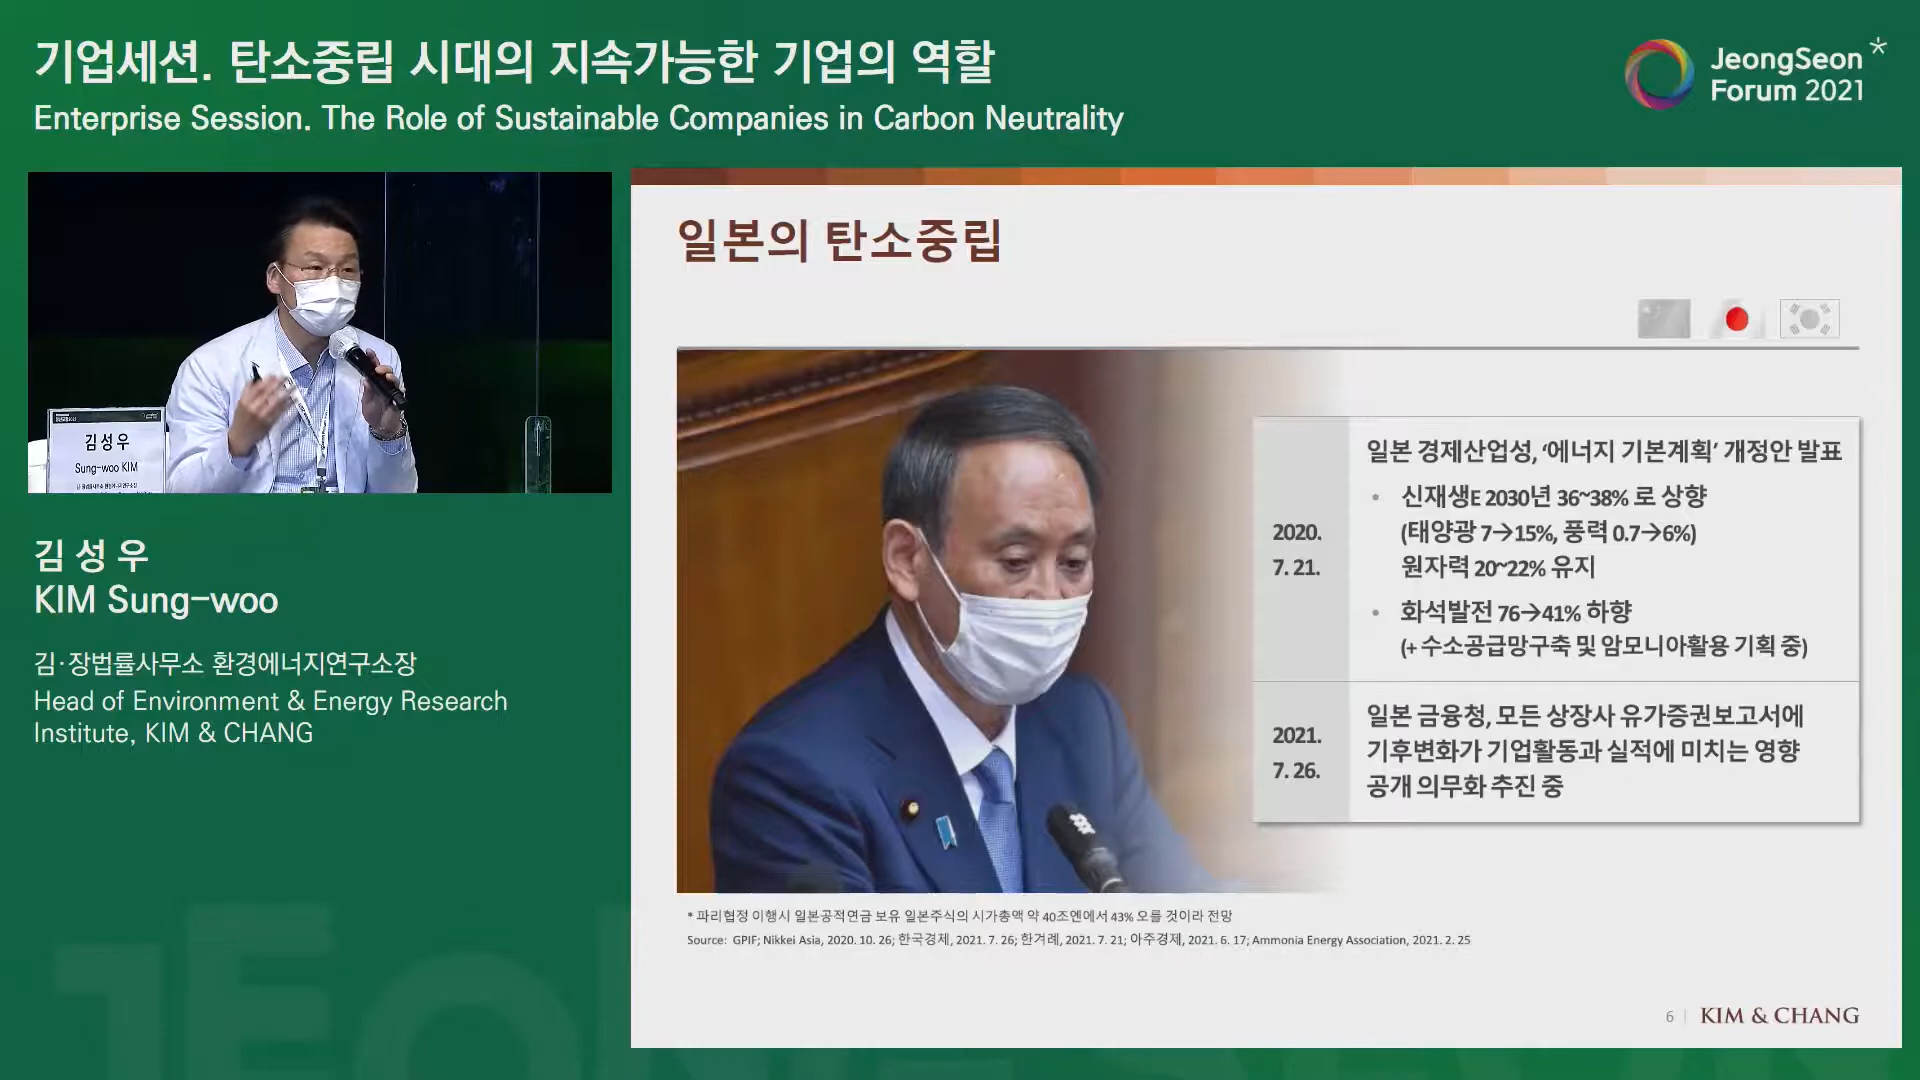 기업세션. 탄소중립 시대의 지속가능한 기업의 역할
Enterprise Session. The Role of Sustainable Companies in Carbon Neutrality
JeongSeon*
Forum 2021
김성우
Sung-woo KIM
김 성 우
KIM Sung-woo
김·장법률사무소 환경에너지연구소장
Head of Environment & Energy Research
Institute, KIM & CHANG
일본의 탄소중립
2020.
7. 21.
일본 경제산업성, ‘에너지 기본계획’ 개정안 발표
• 신재생E 2030년 36~38% 로 상향
(태양광 7→15%, 풍력 0.7→6%)
원자력 20~22% 유지
• 화석발전 76→41% 하향
(+ 수소공급망구축 및 암모니아활용 기획 중)
2021.
7. 26.
일본 금융청, 모든 상장사 유가증권보고서에
기후변화가 기업활동과 실적에 미치는 영향
공개 의무화 추진 중
* 파리협정 이행시 일본공적연금 보유 일본주식의 시가총액 약 40조엔에서 43% 오를 것이라 전망
Source: GPIF; Nikkei Asia, 2020. 10. 26; 한국경제, 2021. 7. 26; 한겨례, 2021. 7. 21; 아주경제, 2021. 6. 17; Ammonia Energy Association, 2021. 2. 25
6 | KIM & CHANG